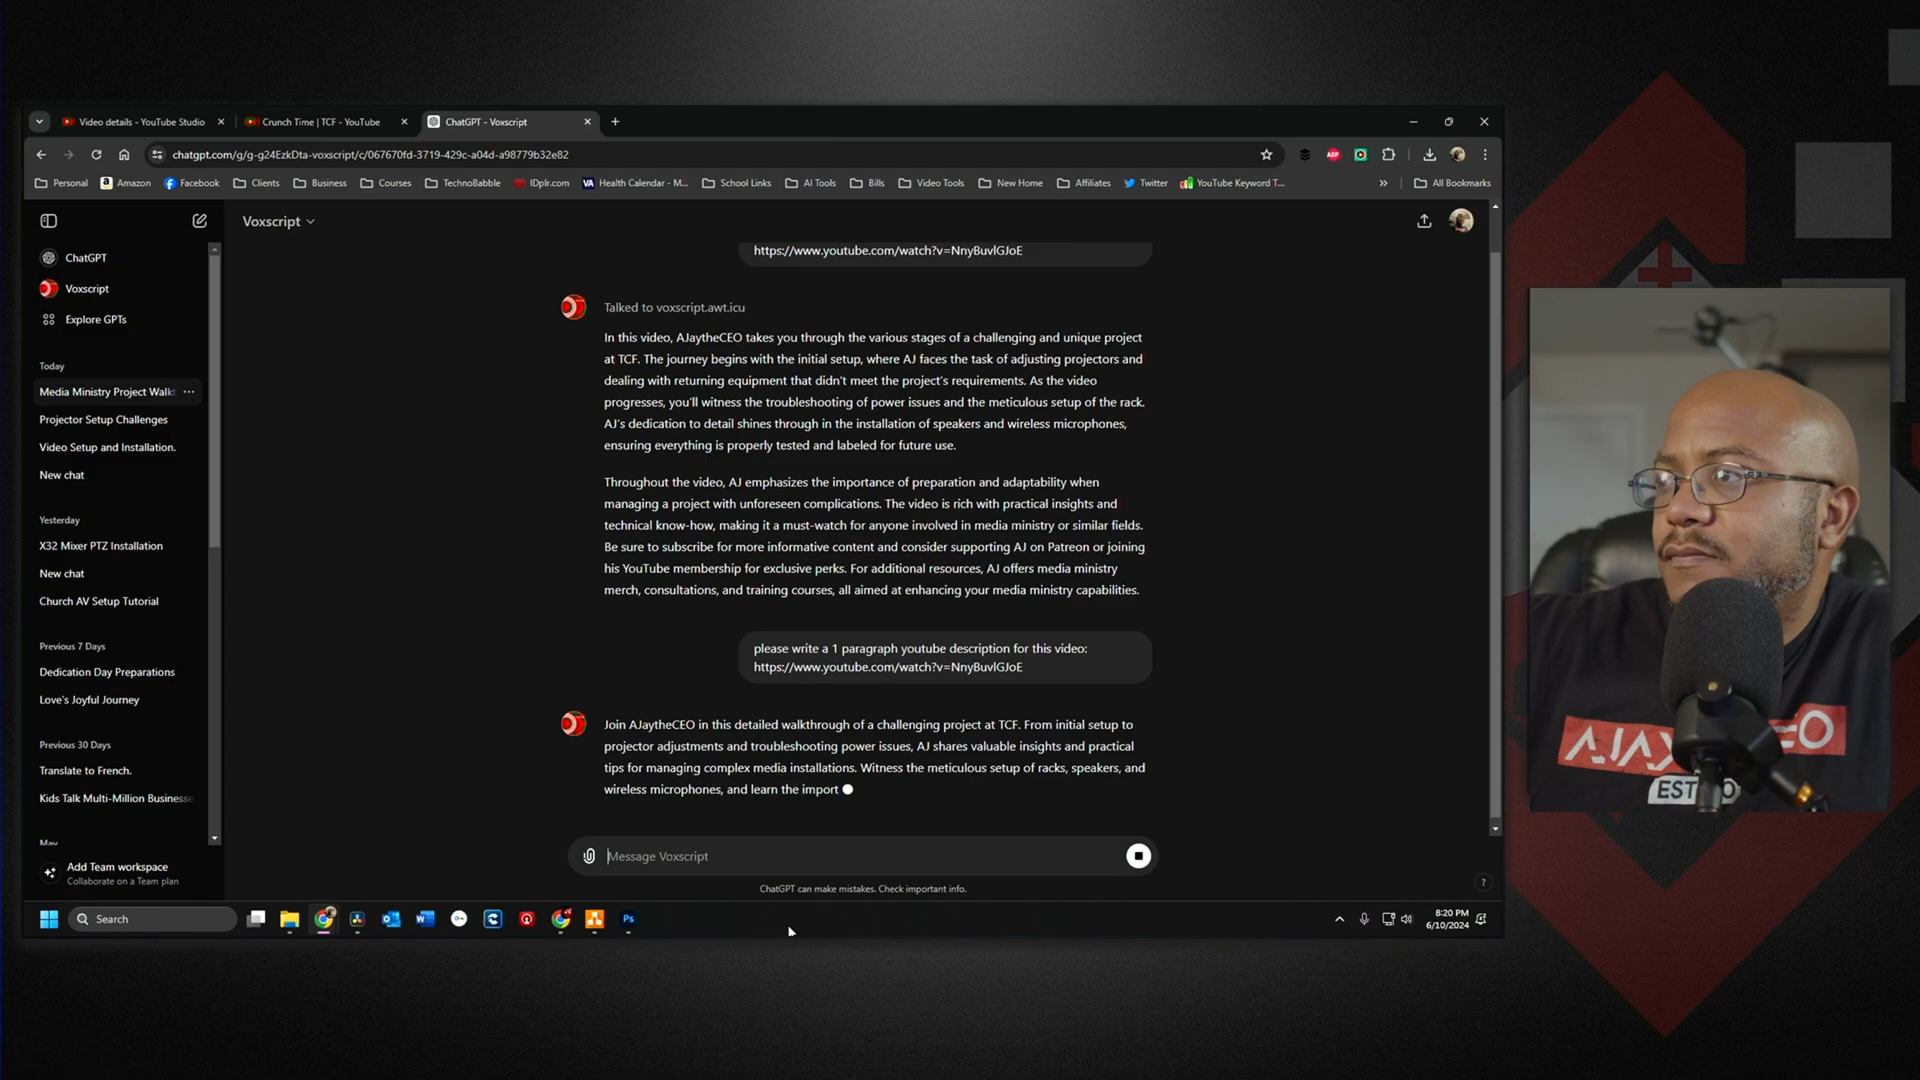 Video details - YouTube Studio
Crunch Time | TCF - YouTube
ChatGPT - Voxscript
chatgpt.com/g/g-g24EzkDta-voxscript/c/067670fd-3719-429c-a04d-a98779b32e82
ABP
Personal
Amazon
Facebook
Clients
Business
Courses
TechnoBabble
IDplr.com
VA Health Calendar - M...
School Links
AI Tools
Bills
Video Tools
New Home
Affiliates
Twitter
YouTube Keyword T...
All Bookmarks
Voxscript
ChatGPT
Voxscript
Explore GPTs
Today
Media Ministry Project Walkt
Projector Setup Challenges
Video Setup and Installation.
New chat
Yesterday
X32 Mixer PTZ Installation
New chat
Church AV Setup Tutorial
Previous 7 Days
Dedication Day Preparations
Love's Joyful Journey
Previous 30 Days
Translate to French.
Kids Talk Multi-Million Businesse
May
Add Team workspace
Collaborate on a Team plan
https://www.youtube.com/watch?v=NnyBuvlGJoE
Talked to voxscript.awt.icu
In this video, AJaytheCEO takes you through the various stages of a challenging and unique project
at TCF. The journey begins with the initial setup, where AJ faces the task of adjusting projectors and
dealing with returning equipment that didn't meet the project's requirements. As the video
progresses, you'll witness the troubleshooting of power issues and the meticulous setup of the rack.
AJ's dedication to detail shines through in the installation of speakers and wireless microphones,
ensuring everything is properly tested and labeled for future use.
Throughout the video, AJ emphasizes the importance of preparation and adaptability when
managing a project with unforeseen complications. The video is rich with practical insights and
technical know-how, making it a must-watch for anyone involved in media ministry or similar fields.
Be sure to subscribe for more informative content and consider supporting AJ on Patreon or joining
his YouTube membership for exclusive perks. For additional resources, AJ offers media ministry
merch, consultations, and training courses, all aimed at enhancing your media ministry capabilities.
please write a 1 paragraph youtube description for this video:
https://www.youtube.com/watch?v=NnyBuvlGJoE
Join AJaytheCEO in this detailed walkthrough of a challenging project at TCF. From initial setup to
projector adjustments and troubleshooting power issues, AJ shares valuable insights and practical
tips for managing complex media installations. Witness the meticulous setup of racks, speakers, and
wireless microphones, and learn the import
Message Voxscript
ChatGPT can make mistakes. Check important info.
?
Search
Ps
8:20 PM
6/10/2024
AJAY
EO
EST